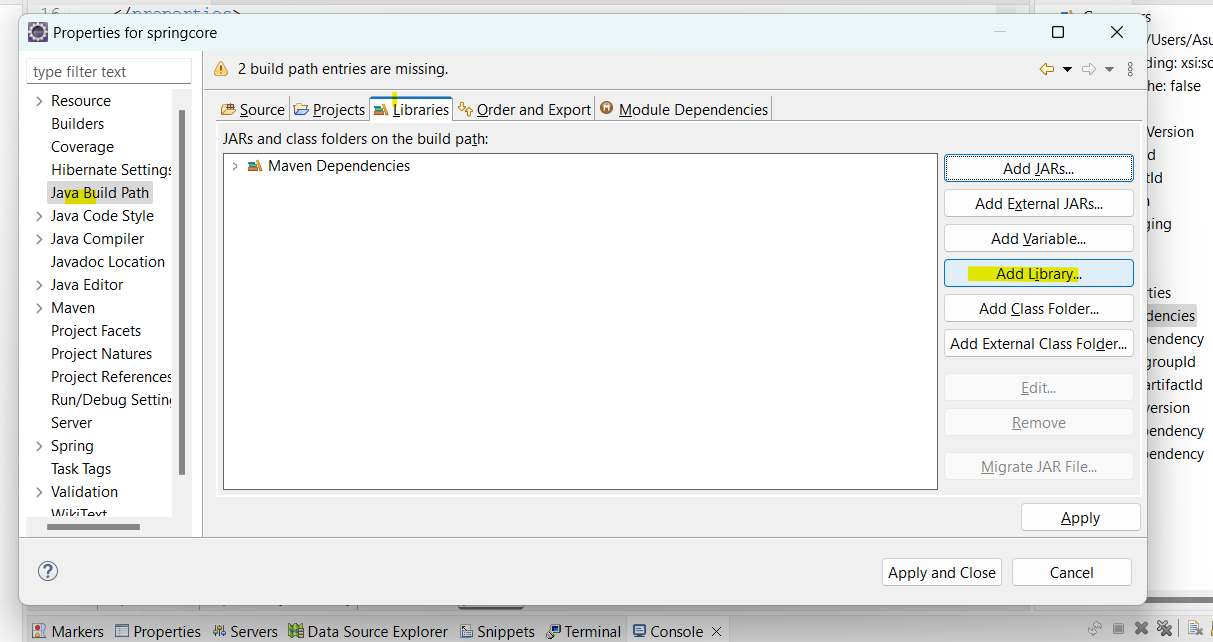 16 </properties>
Properties for springcore
/Users/Asu
ding: xsi:sc
he: false
Version
d
tId
n
ging
ties
dencies
pendency
groupId
artifactId
version
pendency
pendency
type filter text
2 build path entries are missing.
Resource
Builders
Coverage
Hibernate Settings
Java Build Path
Java Code Style
Java Compiler
Javadoc Location
Java Editor
Maven
Project Facets
Project Natures
Project References
Run/Debug Setting
Server
Spring
Task Tags
Validation
WikiText
Source Projects Libraries Order and Export Module Dependencies
JARs and class folders on the build path:
Maven Dependencies
Add JARs...
Add External JARs...
Add Variable...
Add Library...
Add Class Folder...
Add External Class Folder...
Edit...
Remove
Migrate JAR File...
Apply
Apply and Close Cancel
Markers Properties Servers Data Source Explorer Snippets Terminal Console